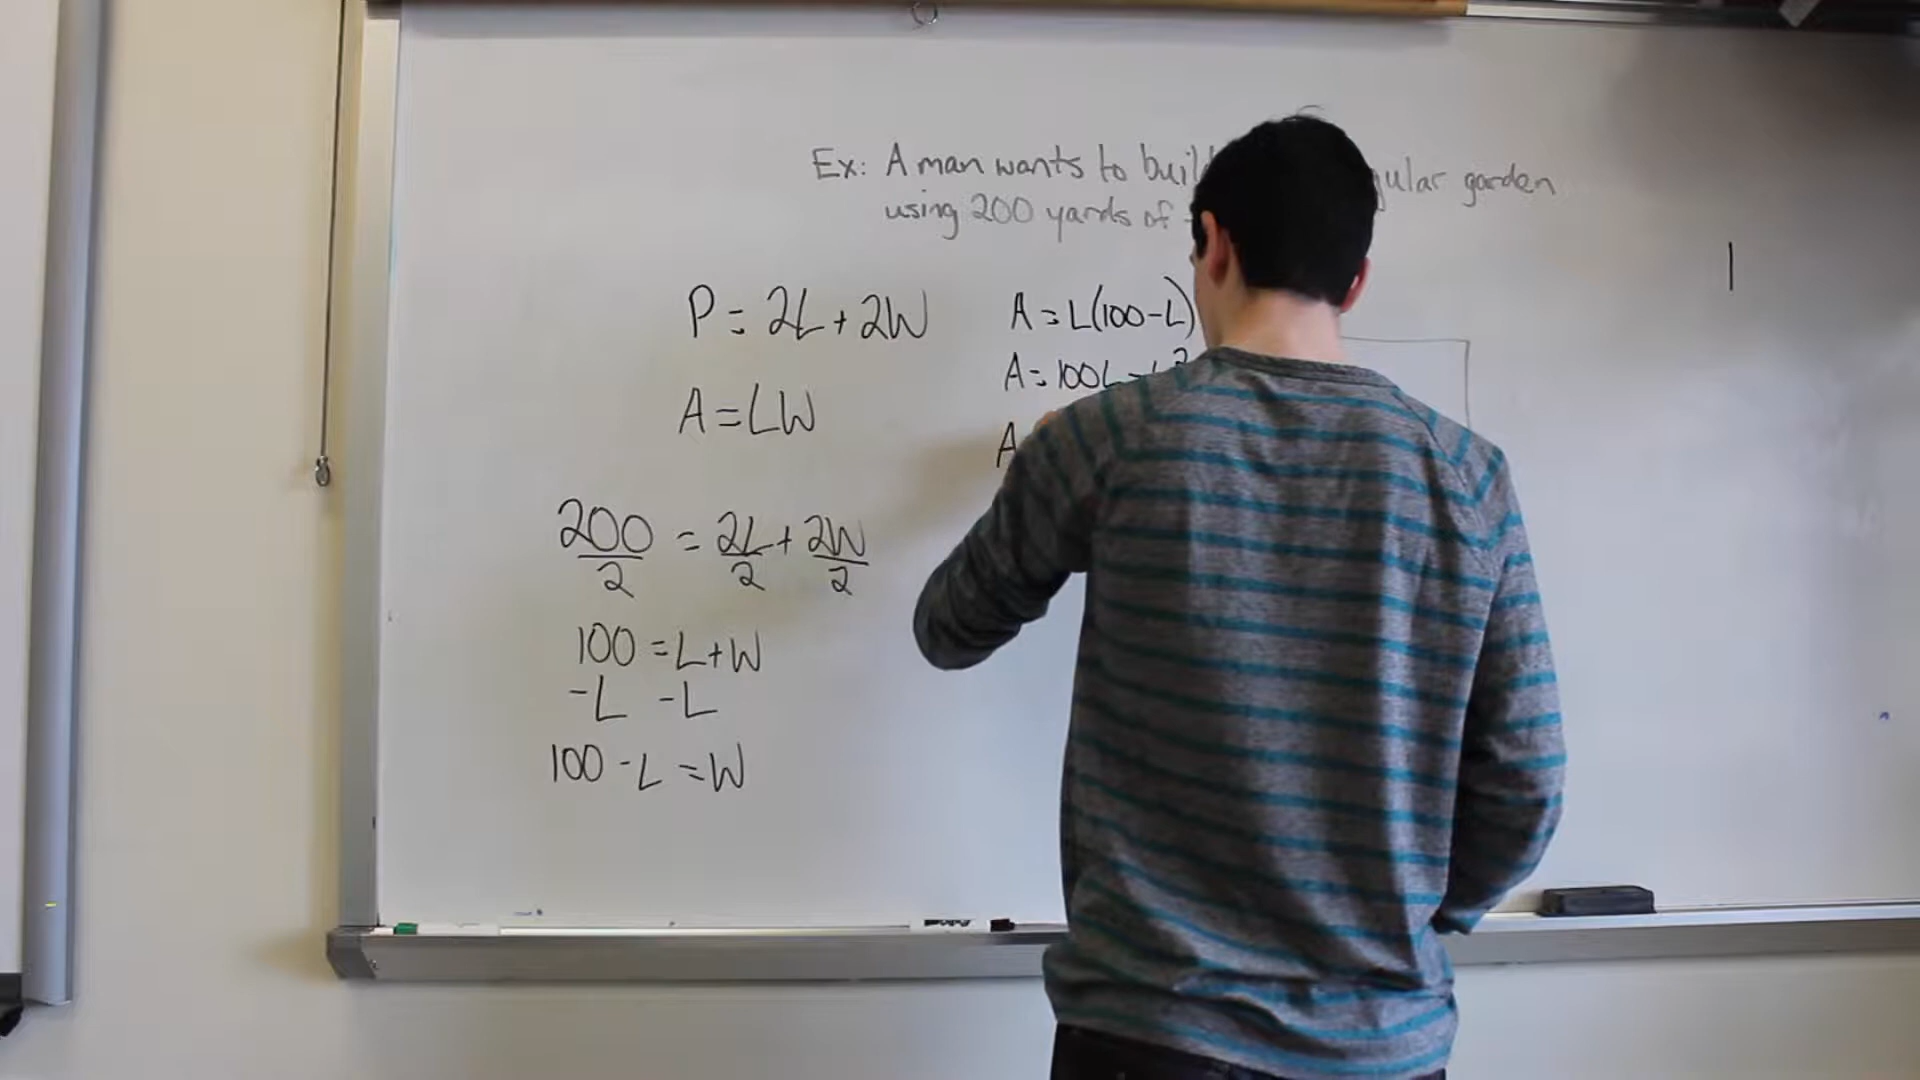 Ex: A man wants to build gular garden
using 200 yards of
P = 2L + 2W
A = LW
200/2 = 2L/2 + 2W/2
100 = L + W
-L -L
100 - L = W
A = L(100 - L)
A = 100L - L²
A